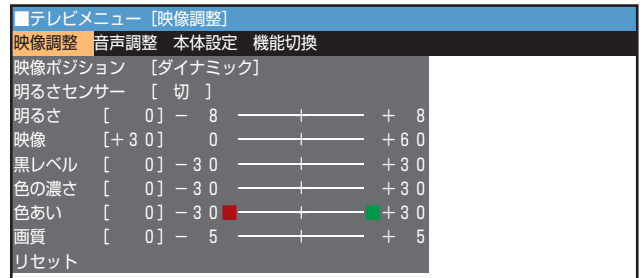 ■テレビメニュー [映像調整]
映像調整 音声調整 本体設定 機能切換
映像ポジション [ダイナミック]
明るさセンサー [ 切 ]
明るさ [ 0] − 8 + 8
映像 [+30] 0 +60
黒レベル [ 0] −30 +30
色の濃さ [ 0] −30 +30
色あい [ 0] −30 +30
画質 [ 0] − 5 + 5
リセット